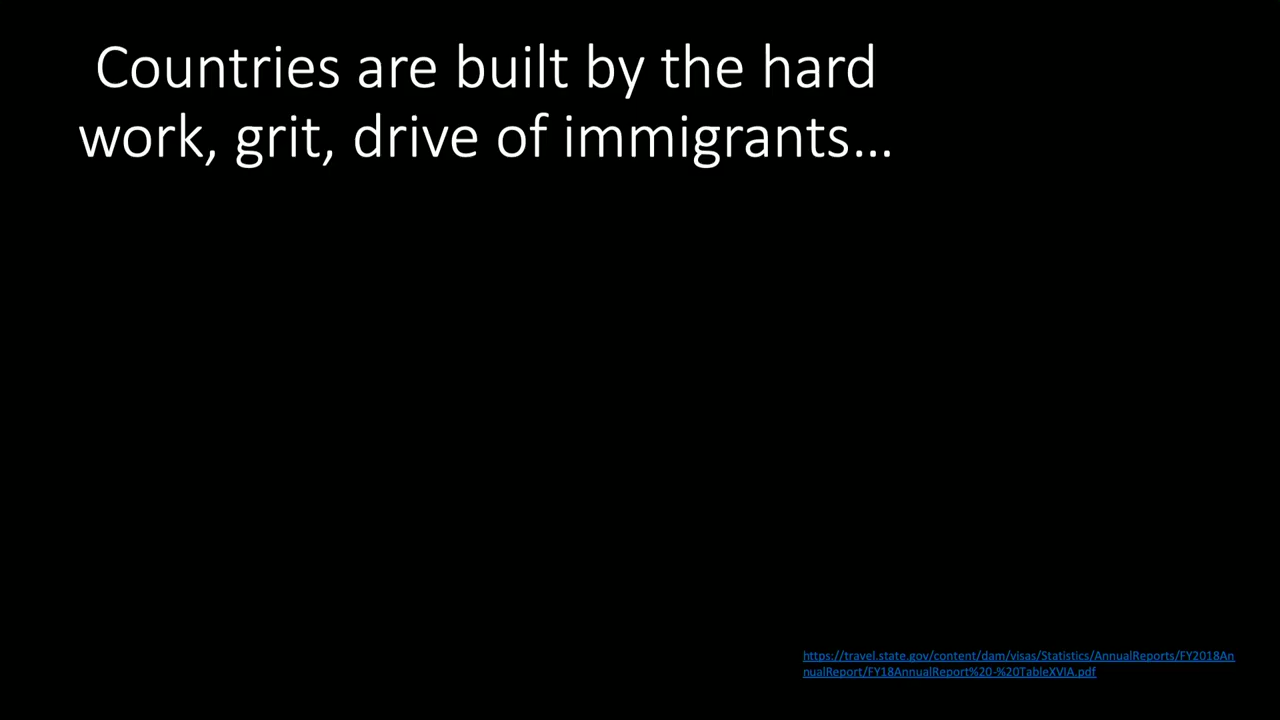 Countries are built by the hard
work, grit, drive of immigrants…
https://travel.state.gov/content/dam/visas/Statistics/AnnualReports/FY2018An
nualReport/FY18AnnualReport%20-%20TableXVIA.pdf